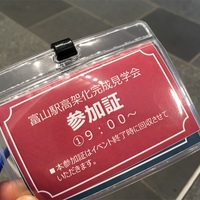 富山駅高架化完成見学会
参加証
①9:00～
■本参加証はイベント終了時に回収させて
いただきます。